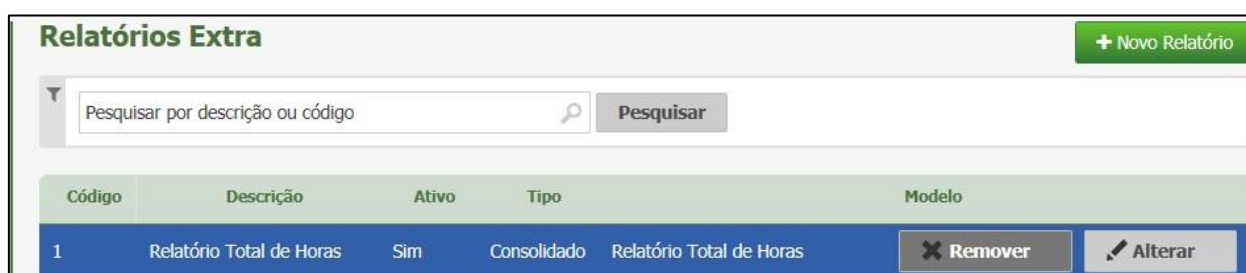 Relatórios Extra
+ Novo Relatório
Pesquisar por descrição ou código
Pesquisar
Código Descrição Ativo Tipo Modelo
1 Relatório Total de Horas Sim Consolidado Relatório Total de Horas Remover Alterar